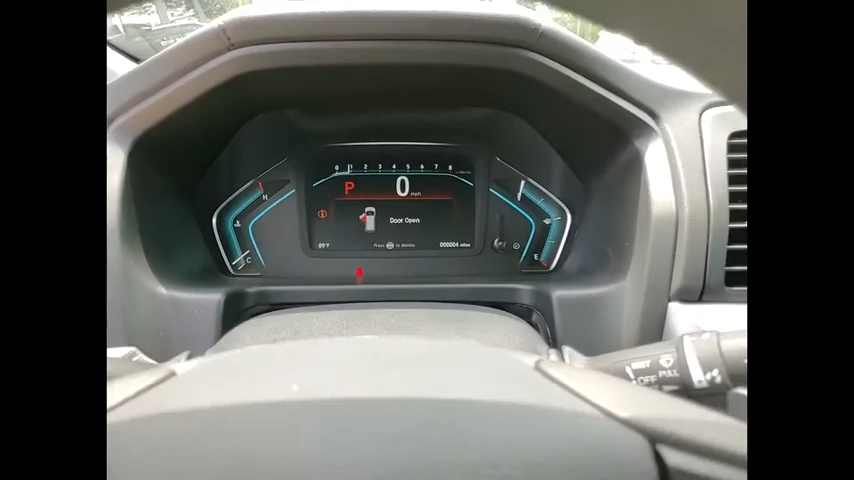 0 1 2 3 4 5 6 7 8
P 0 mph
H
Door Open
89°F Press to dismiss 000004 miles
C
E
MIST
OFF PULL